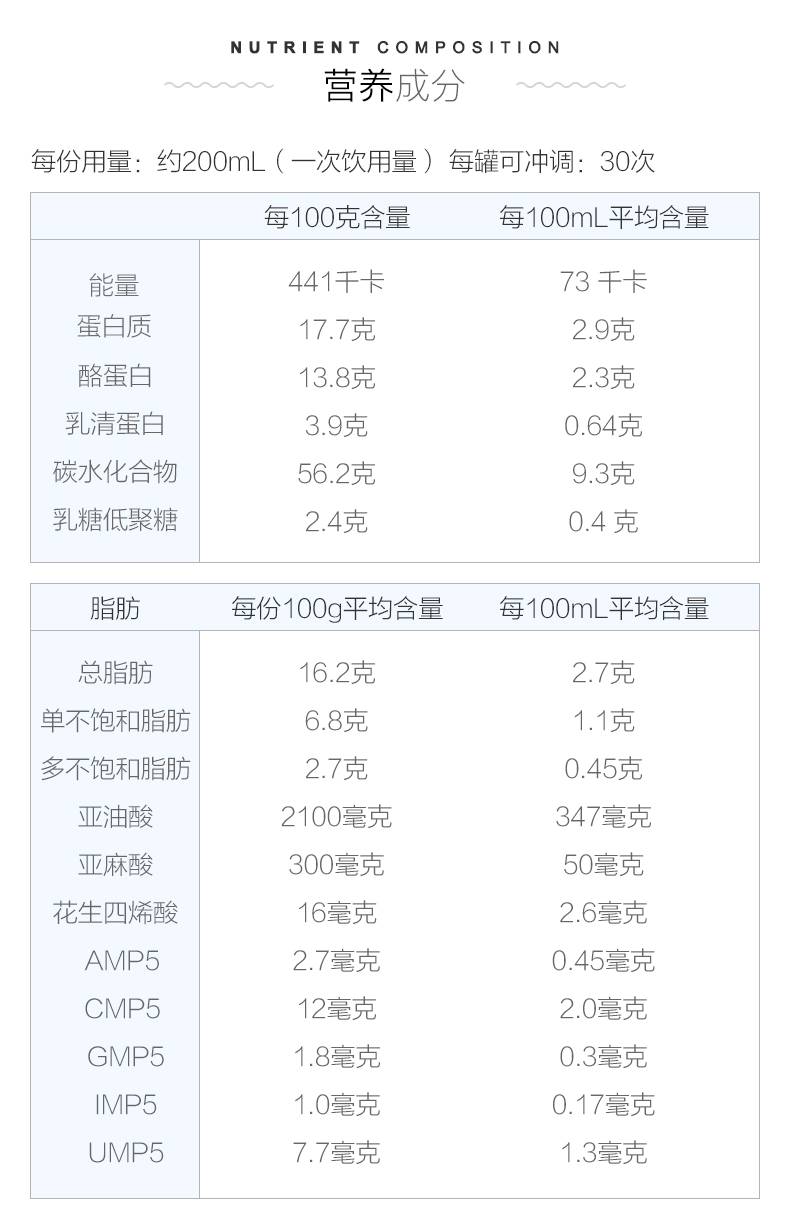 NUTRIENT COMPOSITION
营养成分
每份用量：约200mL（一次饮用量）每罐可冲调：30次
每100克含量 每100mL平均含量
能量 441千卡 73 千卡
蛋白质 17.7克 2.9克
酪蛋白 13.8克 2.3克
乳清蛋白 3.9克 0.64克
碳水化合物 56.2克 9.3克
乳糖低聚糖 2.4克 0.4 克
脂肪 每份100g平均含量 每100mL平均含量
总脂肪 16.2克 2.7克
单不饱和脂肪 6.8克 1.1克
多不饱和脂肪 2.7克 0.45克
亚油酸 2100毫克 347毫克
亚麻酸 300毫克 50毫克
花生四烯酸 16毫克 2.6毫克
AMP5 2.7毫克 0.45毫克
CMP5 12毫克 2.0毫克
GMP5 1.8毫克 0.3毫克
IMP5 1.0毫克 0.17毫克
UMP5 7.7毫克 1.3毫克